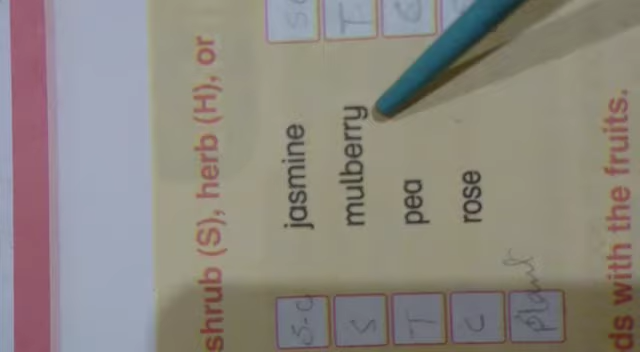 shrub (S), herb (H), or
jasmine
S
mulberry
T
pea
C
rose
Plant
ds with the fruits.